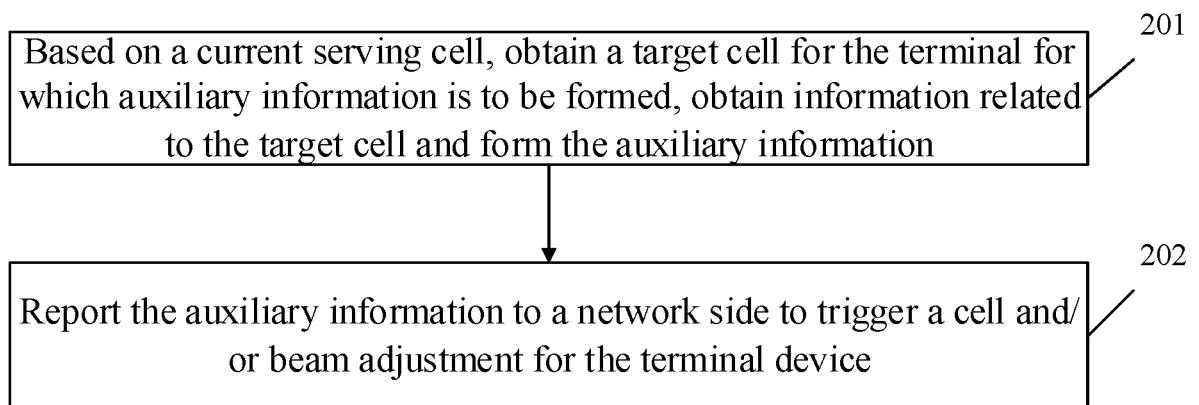 201
Based on a current serving cell, obtain a target cell for the terminal for
which auxiliary information is to be formed, obtain information related
to the target cell and form the auxiliary information
202
Report the auxiliary information to a network side to trigger a cell and/
or beam adjustment for the terminal device